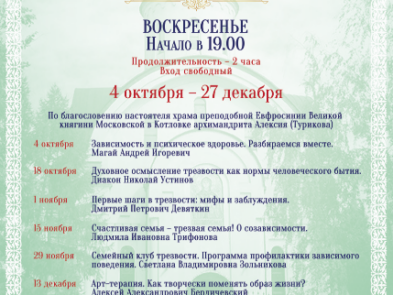 ВОСКРЕСЕНЬЕ
Начало в 19.00
Продолжительность – 2 часа
Вход свободный
4 октября – 27 декабря
По благословению настоятеля храма преподобной Евфросинии Великой
княгини Московской в Котловке архимандрита Алексия (Турикова)
4 октября Зависимость и психическое здоровье. Разбираемся вместе.
Магай Андрей Игоревич
18 октября Духовное осмысление трезвости как нормы человеческого бытия.
Диакон Николай Устинов
1 ноября Первые шаги в трезвости: мифы и заблуждения.
Дмитрий Петрович Девяткин
15 ноября Счастливая семья – трезвая семья! О созависимости.
Людмила Ивановна Трифонова
29 ноября Семейный клуб трезвости. Программа профилактики зависимого
поведения. Светлана Владимировна Зольникова
13 декабря Арт-терапия. Как творчески поменять образ жизни?
Алексей Александрович Бердичевский